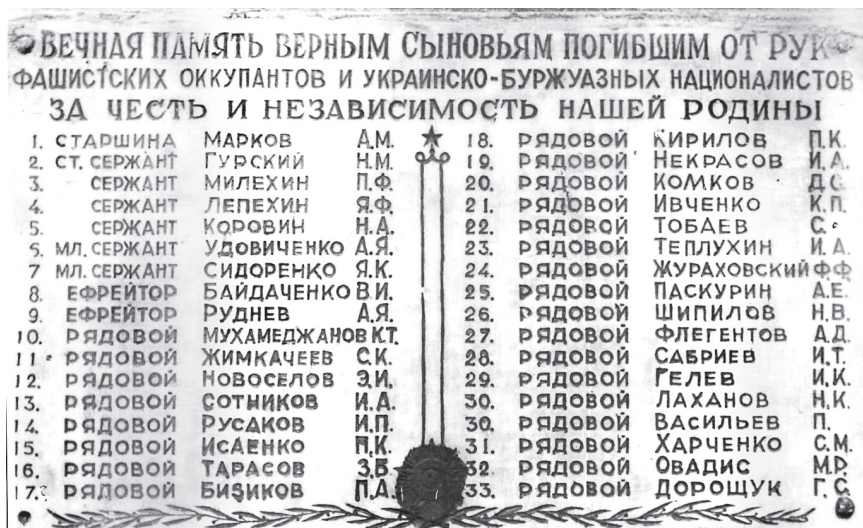 ВЕЧНАЯ ПАМЯТЬ ВЕРНЫМ СЫНОВЬЯМ ПОГИБШИМ ОТ РУК
ФАШИСТСКИХ ОККУПАНТОВ И УКРАИНСКО-БУРЖУАЗНЫХ НАЦИОНАЛИСТОВ
ЗА ЧЕСТЬ И НЕЗАВИСИМОСТЬ НАШЕЙ РОДИНЫ
1. СТАРШИНА МАРКОВ А.М.
2. СТ. СЕРЖАНТ ГУРСКИЙ Н.М.
3. СЕРЖАНТ МИЛЕХИН П.Ф.
4. СЕРЖАНТ ЛЕПЕХИН Я.Ф.
5. СЕРЖАНТ КОРОВИН Н.А.
6. МЛ. СЕРЖАНТ УДОВИЧЕНКО А.Я.
7 МЛ. СЕРЖАНТ СИДОРЕНКО Я.К.
8. ЕФРЕЙТОР БАЙДАЧЕНКО В.И.
9. ЕФРЕЙТОР РУДНЕВ А.Я.
10. РЯДОВОЙ МУХАМЕДЖАНОВ К.Т.
11. РЯДОВОЙ ЖИМКАЧЕЕВ С.К.
12. РЯДОВОЙ НОВОСЕЛОВ Э.И.
13. РЯДОВОЙ СОТНИКОВ И.А.
14. РЯДОВОЙ РУСАКОВ И.П.
15. РЯДОВОЙ ИСАЕНКО П.К.
16. РЯДОВОЙ ТАРАСОВ З.Б.
17. РЯДОВОЙ БИЗИКОВ П.А.
18. РЯДОВОЙ КИРИЛОВ П.К.
19. РЯДОВОЙ НЕКРАСОВ И.А.
20. РЯДОВОЙ КОМКОВ Д.С.
21. РЯДОВОЙ ИВЧЕНКО К.П.
22. РЯДОВОЙ ТОБАЕВ С.
23. РЯДОВОЙ ТЕПЛУХИН И.А.
24. РЯДОВОЙ ЖУРАХОВСКИЙ Ф.Ф.
25. РЯДОВОЙ ПАСКУРИН А.Е.
26. РЯДОВОЙ ШИПИЛОВ Н.В.
27. РЯДОВОЙ ФЛЕГЕНТОВ А.Д.
28. РЯДОВОЙ САБРИЕВ И.Т.
29. РЯДОВОЙ ГЕЛЕВ И.К.
30. РЯДОВОЙ ЛАХАНОВ Н.К.
30. РЯДОВОЙ ВАСИЛЬЕВ П.
31. РЯДОВОЙ ХАРЧЕНКО С.М.
32. РЯДОВОЙ ОВАДИС М.Р.
33. РЯДОВОЙ ДОРОЩУК Г.С.